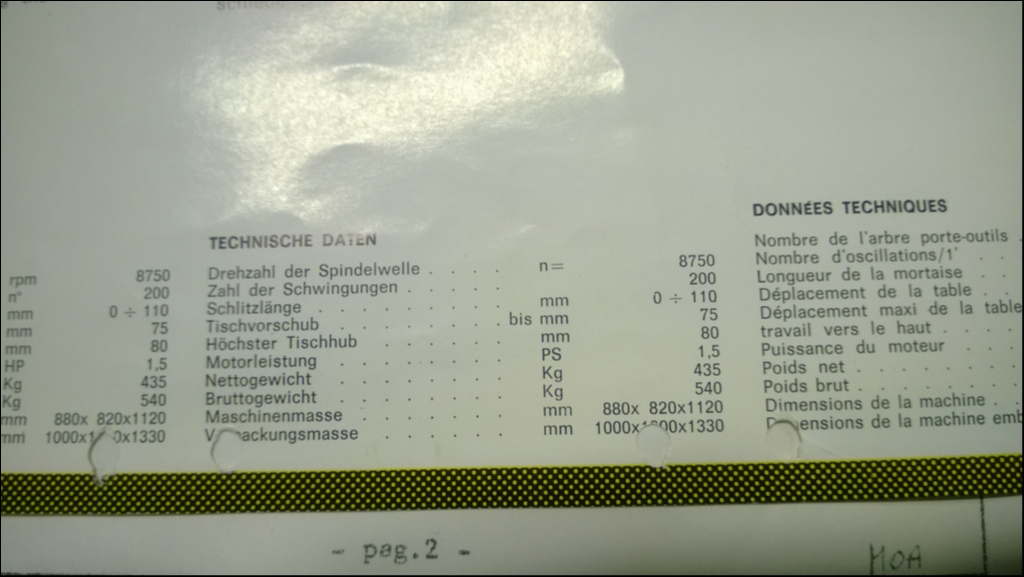 TECHNISCHE DATEN
DONNÉES TECHNIQUES
rpm 8750
n° 200
mm 0 ÷ 110
mm 75
mm 80
HP 1,5
Kg 435
Kg 540
mm 880x 820x1120
mm
Drehzahl der Spindelwelle . . . . n= 8750
Zahl der Schwingungen . . . . . 200
Schlitzlänge . . . . . . . . mm 0 ÷ 110
Tischvorschub . . . . . . . bis mm 75
Höchster Tischhub . . . . . . mm 80
Motorleistung . . . . . . . PS 1,5
Nettogewicht . . . . . . . Kg 435
Bruttogewicht . . . . . . . Kg 540
Maschinenmasse . . . . . . mm 880x 820x1120
mm
Nombre de l'arbre porte-outils .
Nombre d'oscillations/1' . .
Longueur de la mortaise . .
Déplacement de la table . .
Déplacement maxi de la table
travail vers le haut . . . .
Puissance du moteur . . .
Poids net . . . . . . . .
Poids brut . . . . . . . .
Dimensions de la machine . .
de la machine
- pag.2 -
MOA